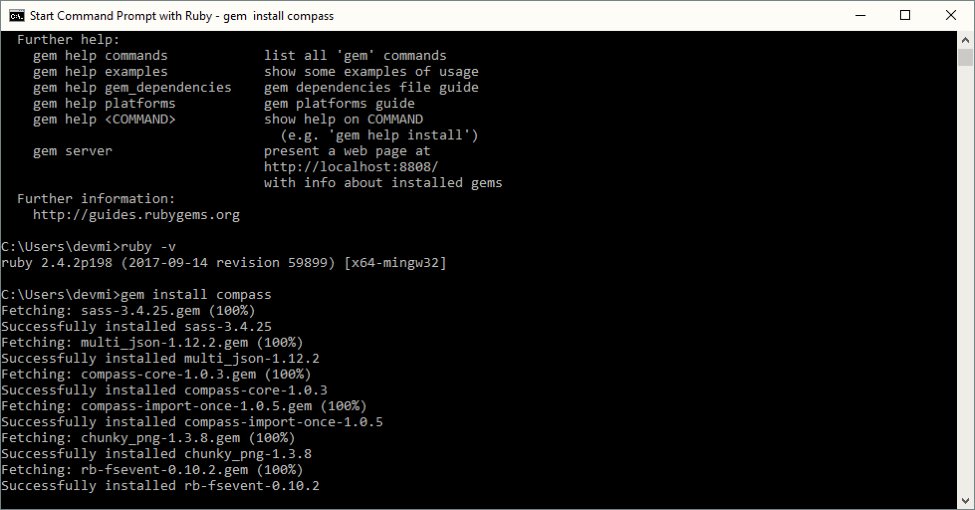 Start Command Prompt with Ruby - gem  install compass
  Further help:
    gem help commands            list all 'gem' commands
    gem help examples            show some examples of usage
    gem help gem_dependencies    gem dependencies file guide
    gem help platforms           gem platforms guide
    gem help <COMMAND>           show help on COMMAND
                                   (e.g. 'gem help install')
    gem server                   present a web page at
                                 http://localhost:8808/
                                 with info about installed gems
  Further information:
    http://guides.rubygems.org

C:\Users\devmi>ruby -v
ruby 2.4.2p198 (2017-09-14 revision 59899) [x64-mingw32]

C:\Users\devmi>gem install compass
Fetching: sass-3.4.25.gem (100%)
Successfully installed sass-3.4.25
Fetching: multi_json-1.12.2.gem (100%)
Successfully installed multi_json-1.12.2
Fetching: compass-core-1.0.3.gem (100%)
Successfully installed compass-core-1.0.3
Fetching: compass-import-once-1.0.5.gem (100%)
Successfully installed compass-import-once-1.0.5
Fetching: chunky_png-1.3.8.gem (100%)
Successfully installed chunky_png-1.3.8
Fetching: rb-fsevent-0.10.2.gem (100%)
Successfully installed rb-fsevent-0.10.2